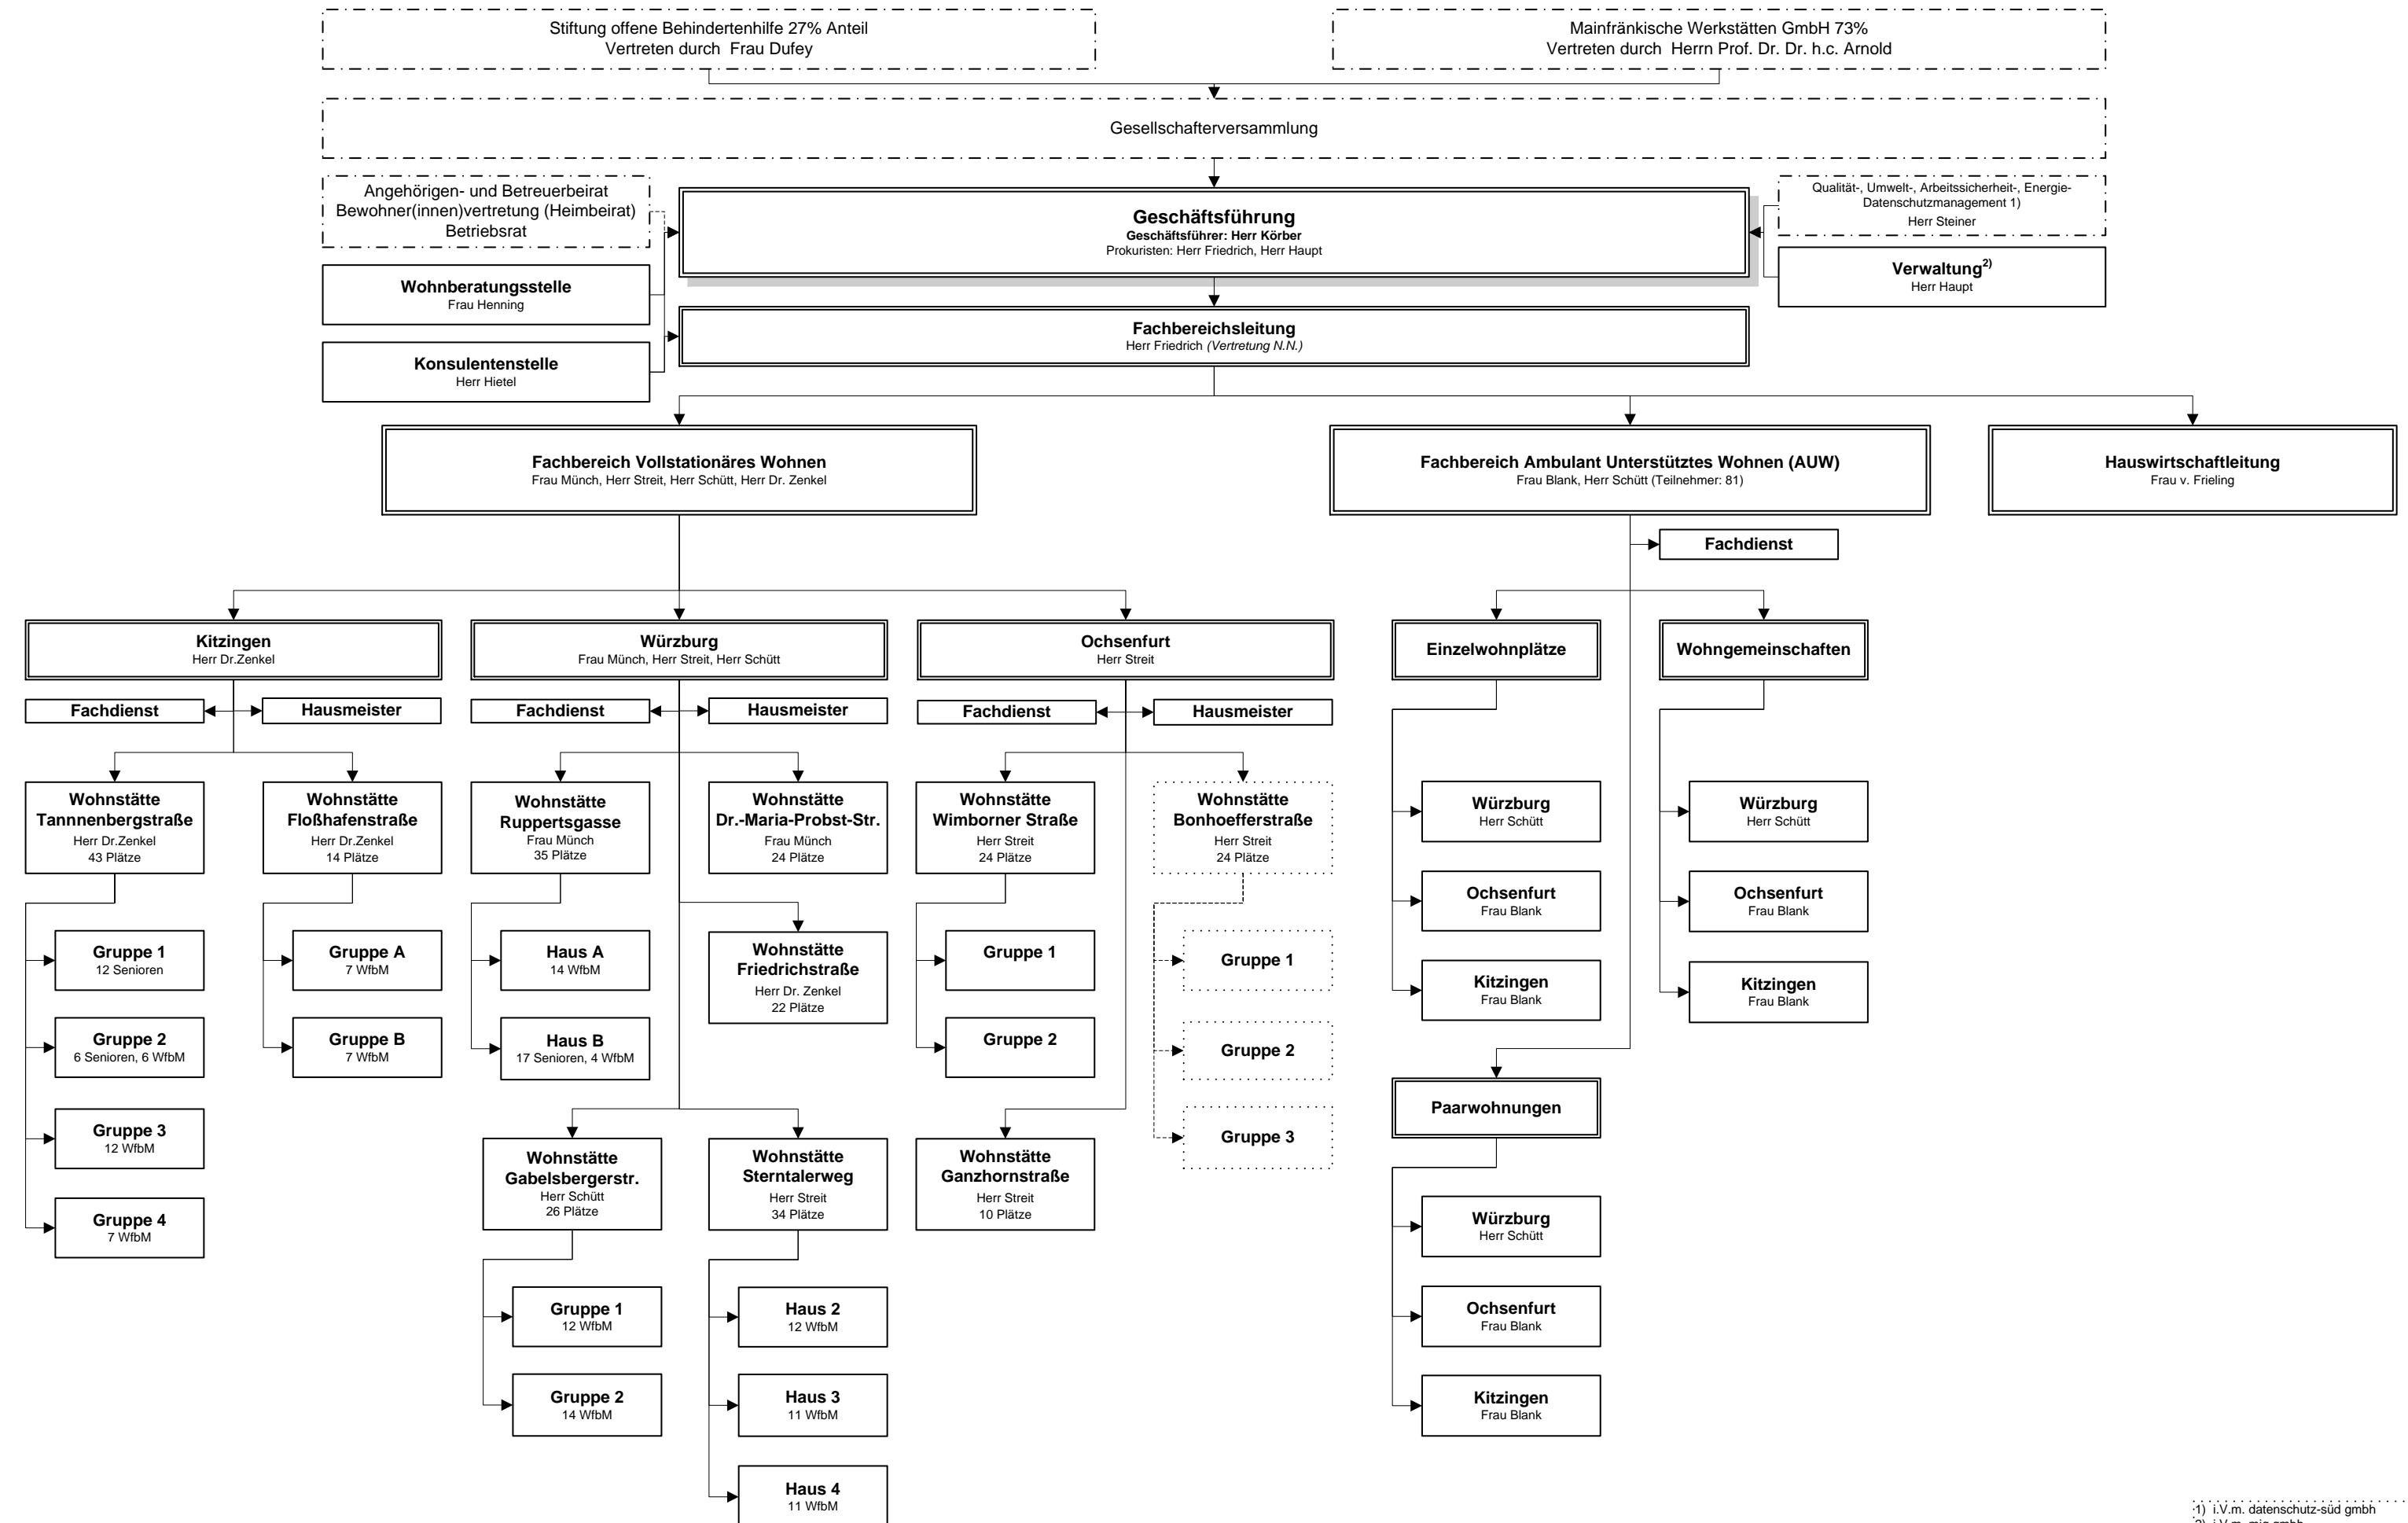 Stiftung offene Behindertenhilfe 27% Anteil
Vertreten durch Frau Dufey
Mainfränkische Werkstätten GmbH 73%
Vertreten durch Herrn Prof. Dr. Dr. h.c. Arnold
Gesellschafterversammlung
Angehörigen- und Betreuerbeirat
Bewohner(innen)vertretung (Heimbeirat)
Betriebsrat
Geschäftsführung
Geschäftsführer: Herr Körber
Prokuristen: Herr Friedrich, Herr Haupt
Qualität-, Umwelt-, Arbeitssicherheit-, Energie-
Datenschutzmanagement 1)
Herr Steiner
Wohnberatungsstelle
Frau Henning
Verwaltung2)
Herr Haupt
Konsulentenstelle
Herr Hietel
Fachbereichsleitung
Herr Friedrich (Vertretung N.N.)
Fachbereich Vollstationäres Wohnen
Frau Münch, Herr Streit, Herr Schütt, Herr Dr. Zenkel
Fachbereich Ambulant Unterstütztes Wohnen (AUW)
Frau Blank, Herr Schütt (Teilnehmer: 81)
Hauswirtschaftleitung
Frau v. Frieling
Fachdienst
Kitzingen
Herr Dr.Zenkel
Würzburg
Frau Münch, Herr Streit, Herr Schütt
Ochsenfurt
Herr Streit
Einzelwohnplätze
Wohngemeinschaften
Fachdienst
Hausmeister
Fachdienst
Hausmeister
Fachdienst
Hausmeister
Wohnstätte
Tannnenbergstraße
Herr Dr.Zenkel
43 Plätze
Wohnstätte
Floßhafenstraße
Herr Dr.Zenkel
14 Plätze
Wohnstätte
Ruppertsgasse
Frau Münch
35 Plätze
Wohnstätte
Dr.-Maria-Probst-Str.
Frau Münch
24 Plätze
Wohnstätte
Wimborner Straße
Herr Streit
24 Plätze
Wohnstätte
Bonhoefferstraße
Herr Streit
24 Plätze
Würzburg
Herr Schütt
Würzburg
Herr Schütt
Ochsenfurt
Frau Blank
Ochsenfurt
Frau Blank
Gruppe 1
12 Senioren
Gruppe A
7 WfbM
Haus A
14 WfbM
Wohnstätte
Friedrichstraße
Herr Dr. Zenkel
22 Plätze
Gruppe 1
Gruppe 1
Kitzingen
Frau Blank
Kitzingen
Frau Blank
Gruppe 2
6 Senioren, 6 WfbM
Gruppe B
7 WfbM
Haus B
17 Senioren, 4 WfbM
Gruppe 2
Gruppe 2
Paarwohnungen
Gruppe 3
12 WfbM
Gruppe 3
Wohnstätte
Gabelsbergerstr.
Herr Schütt
26 Plätze
Wohnstätte
Sterntalerweg
Herr Streit
34 Plätze
Wohnstätte
Ganzhornstraße
Herr Streit
10 Plätze
Gruppe 4
7 WfbM
Würzburg
Herr Schütt
Gruppe 1
12 WfbM
Haus 2
12 WfbM
Ochsenfurt
Frau Blank
Gruppe 2
14 WfbM
Haus 3
11 WfbM
Kitzingen
Frau Blank
Haus 4
11 WfbM
1) i.V.m. datenschutz-süd gmbh